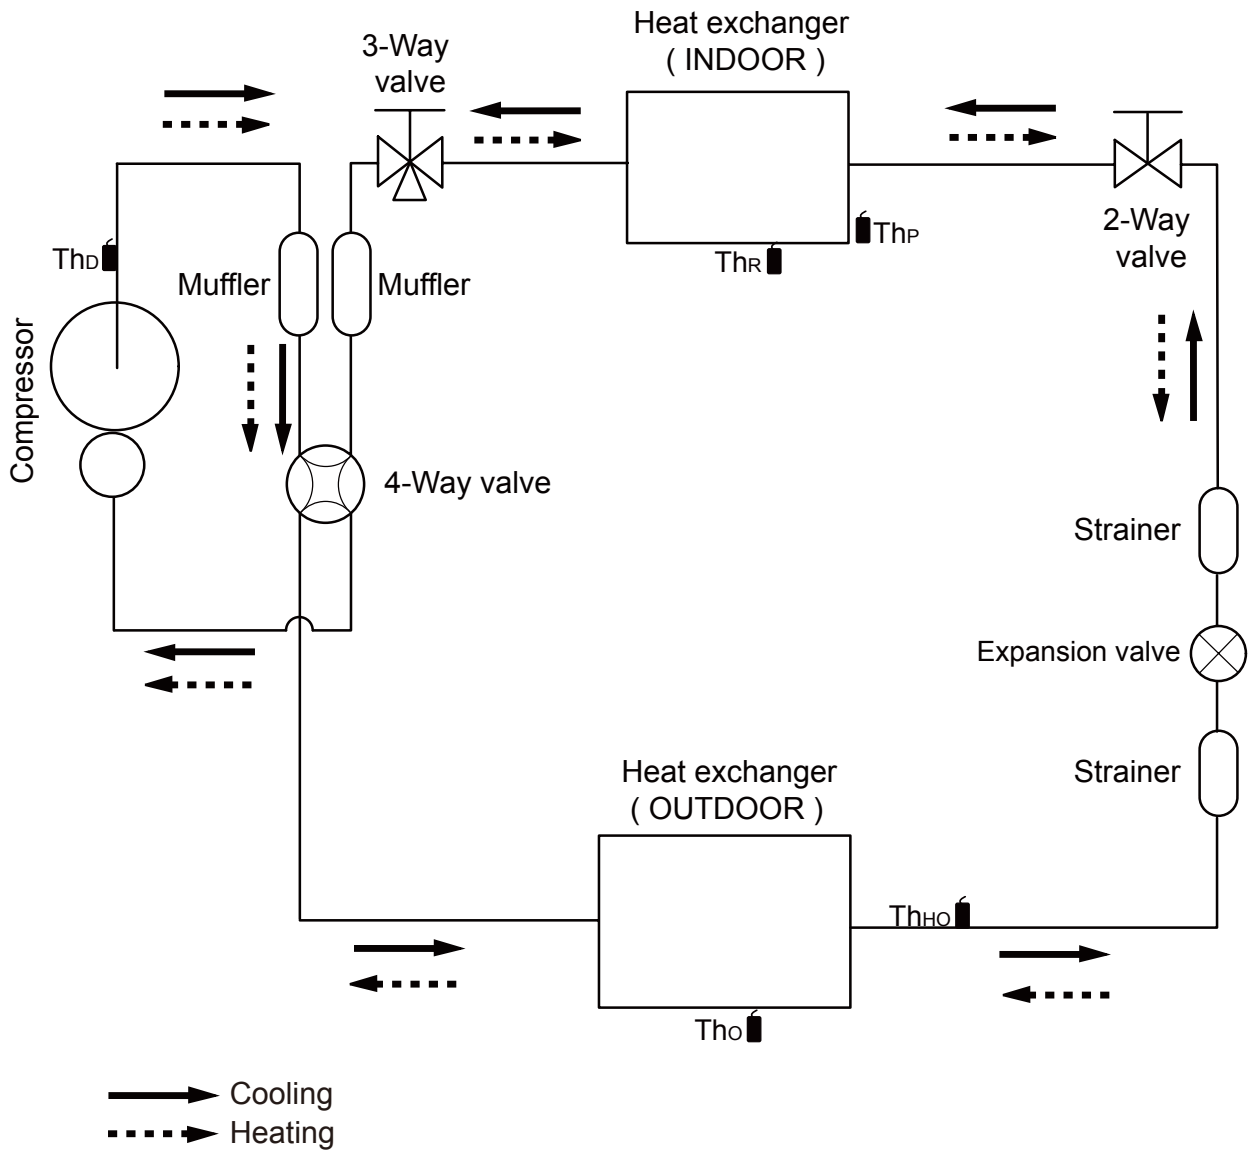 Heat exchanger
( INDOOR )
3-Way
valve
2-Way
valve
ThD
ThP
ThR
Muffler
Muffler
Compressor
4-Way valve
Strainer
Expansion valve
Strainer
Heat exchanger
( OUTDOOR )
ThHO
ThO
Cooling
Heating